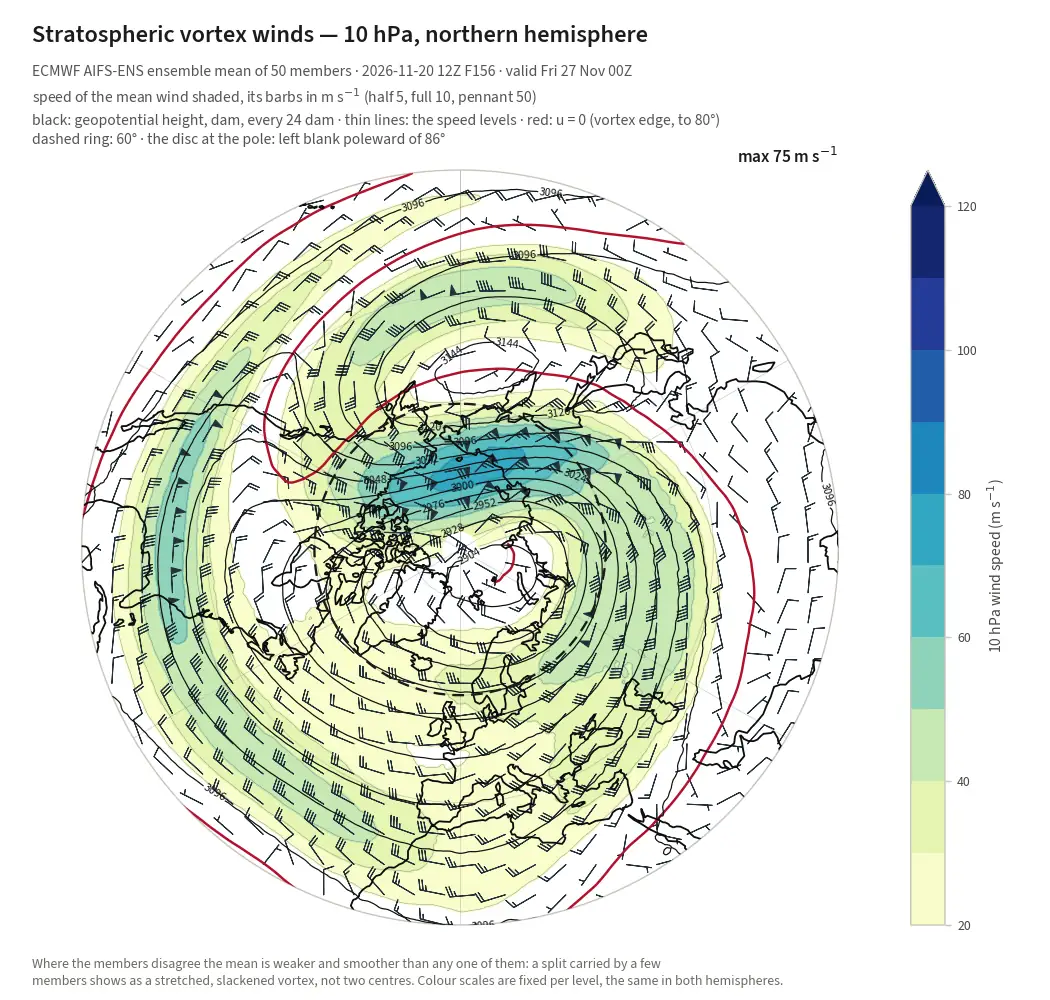 Stratospheric vortex winds — 10 hPa, northern hemisphere
ECMWF AIFS-ENS ensemble mean of 50 members · 2026-11-20 12Z F156 · valid Fri 27 Nov 00Z
speed of the mean wind shaded, its barbs in m s⁻¹ (half 5, full 10, pennant 50)
black: geopotential height, dam, every 24 dam · thin lines: the speed levels · red: u = 0 (vortex edge, to 80°)
dashed ring: 60° · the disc at the pole: left blank poleward of 86°
max 75 m s⁻¹
3096
3096
3096
3144
3144
3120
3096
3024
3048
3000
2976
2952
2928
2904
3096
3096
3096
120
100
80
60
40
20
10 hPa wind speed (m s⁻¹)
Where the members disagree the mean is weaker and smoother than any one of them: a split carried by a few
members shows as a stretched, slackened vortex, not two centres. Colour scales are fixed per level, the same in both hemispheres.